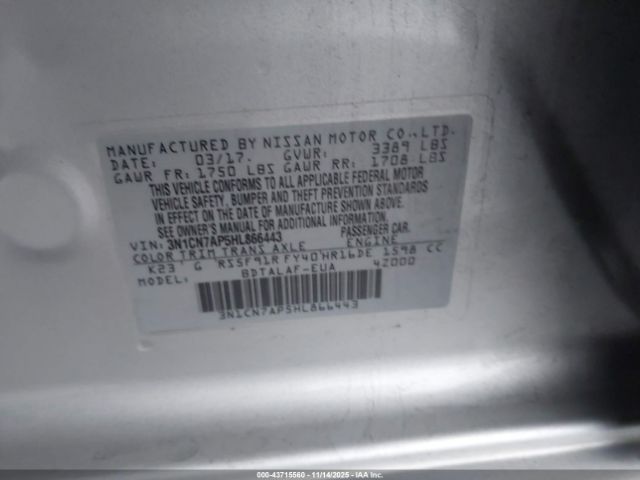 MANUFACTURED BY NISSAN MOTOR CO.,LTD.
DATE: 03/17. GVWR: 3389 LBS
GAWR FR: 1750 LBS GAWR RR: 1708 LBS
THIS VEHICLE CONFORMS TO ALL APPLICABLE FEDERAL MOTOR
VEHICLE SAFETY, BUMPER AND THEFT PREVENTION STANDARDS
IN EFFECT ON THE DATE OF MANUFACTURE SHOWN ABOVE.
SEE OWNER'S MANUAL FOR ADDITIONAL INFORMATION.
VIN: 3N1CN7AP5HL866443 PASSENGER CAR.
COLOR TRIM TRANS AXLE ENGINE
K23 G RS5F91R FY40 HR16DE 1598 CC
MODEL: BDTALAF-EUA 42000
3N1CN7AP5HL866443
000-43715560 - 11/14/2025 - IAAI, Inc.